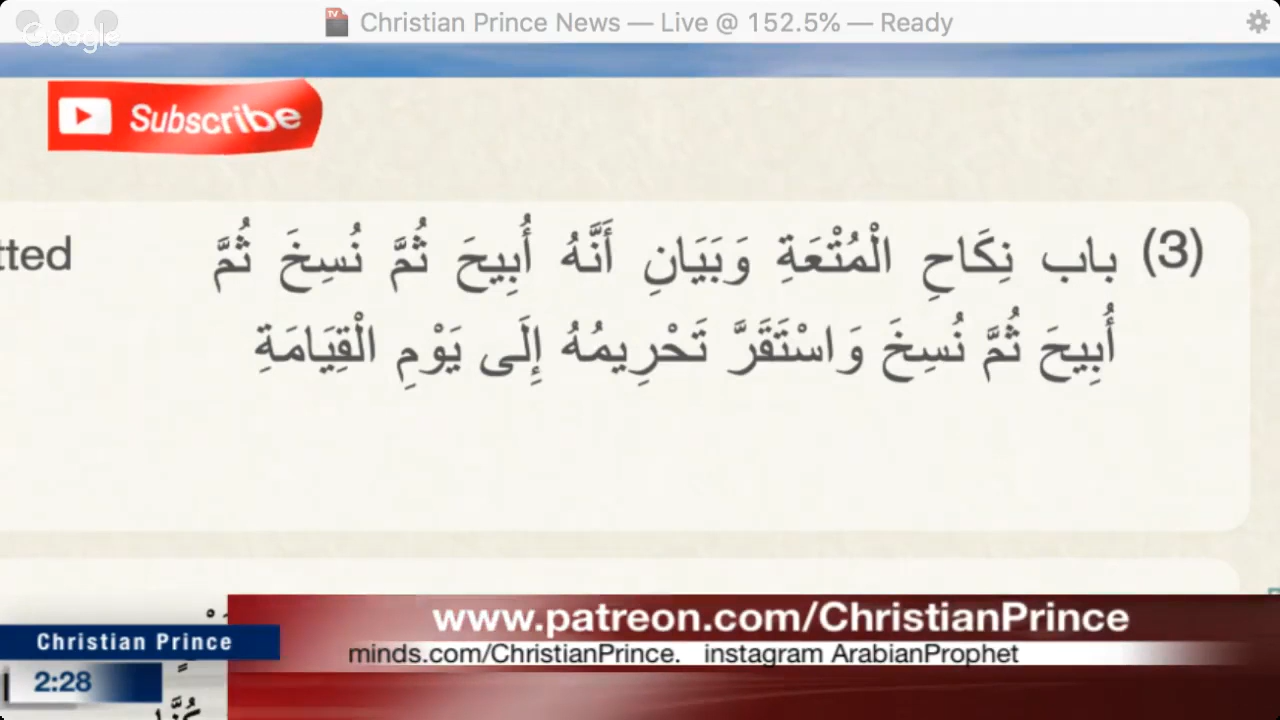 Christian Prince News — Live @ 152.5% — Ready
Google
Subscribe
tted
(3) باب نِكَاحِ الْمُتْعَةِ وَبَيَانِ أَنَّهُ أُبِيحَ ثُمَّ نُسِخَ ثُمَّ
أُبِيحَ ثُمَّ نُسِخَ وَاسْتَقَرَّ تَحْرِيمُهُ إِلَى يَوْمِ الْقِيَامَةِ
www.patreon.com/ChristianPrince
Christian Prince
minds.com/ChristianPrince. instagram ArabianProphet
2:28